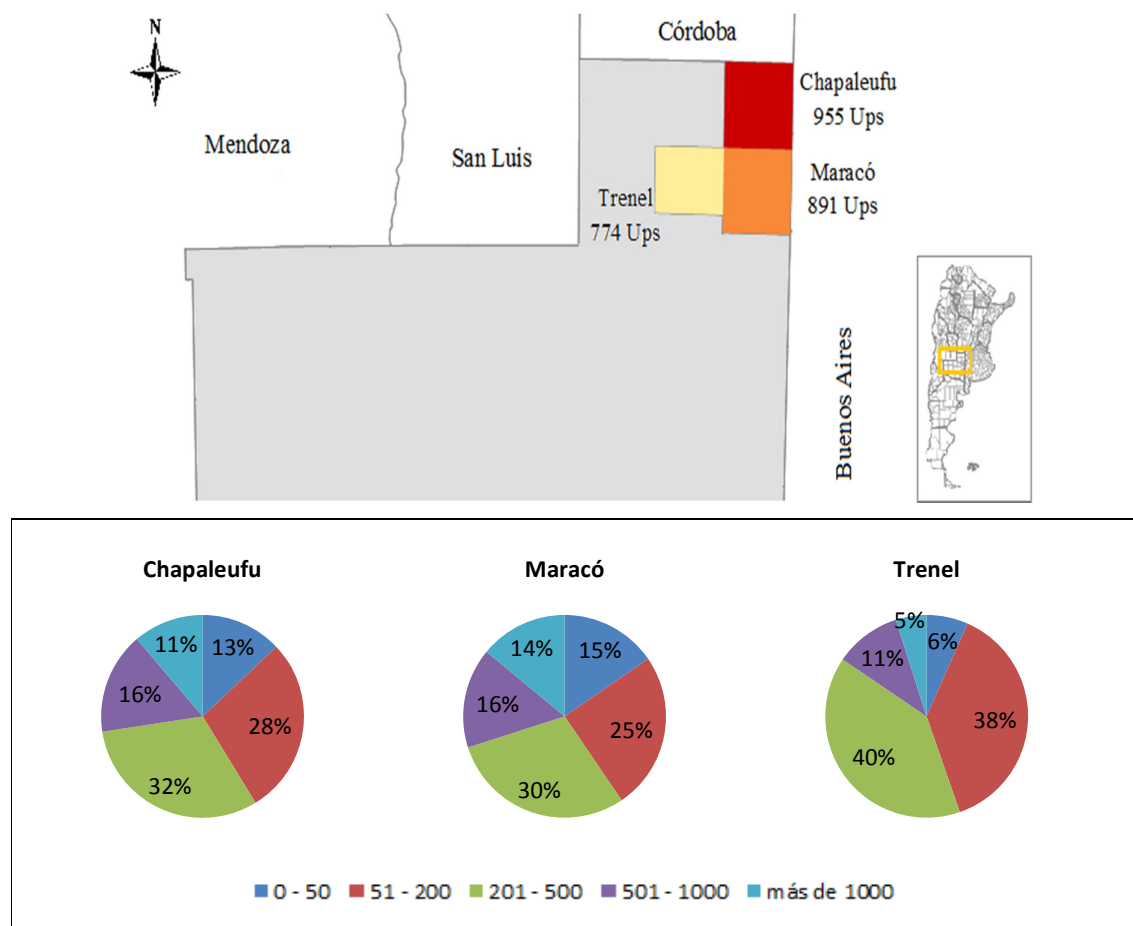 N
Córdoba
Chapaleufu
955 Ups
Mendoza
San Luis
Maracó
891 Ups
Trenel
774 Ups
Buenos Aires
Chapaleufu
Maracó
Trenel
11%
13%
16%
28%
32%
14%
15%
16%
25%
30%
5%
6%
11%
38%
40%
0 - 50
51 - 200
201 - 500
501 - 1000
más de 1000